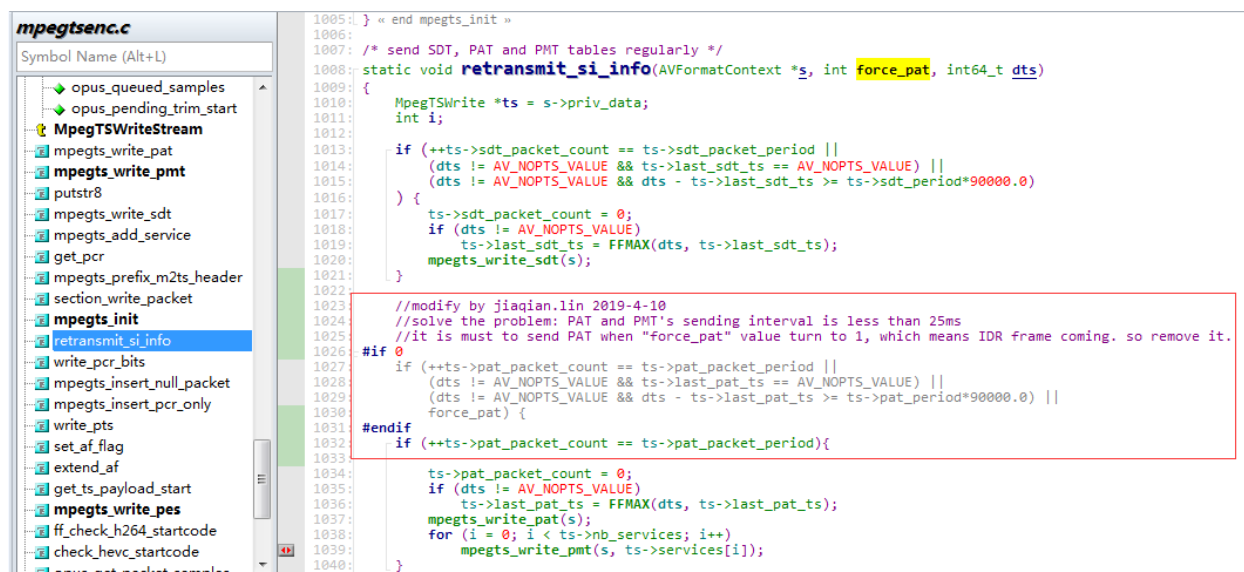 mpegtsenc.c
Symbol Name (Alt+L)
opus_queued_samples
opus_pending_trim_start
MpegTSWriteStream
mpegts_write_pat
mpegts_write_pmt
putstr8
mpegts_write_sdt
mpegts_add_service
get_pcr
mpegts_prefix_m2ts_header
section_write_packet
mpegts_init
retransmit_si_info
write_pcr_bits
mpegts_insert_null_packet
mpegts_insert_pcr_only
write_pts
set_af_flag
extend_af
get_ts_payload_start
mpegts_write_pes
ff_check_h264_startcode
check_hevc_startcode
1005: } « end mpegts_init »
1006:
1007: /* send SDT, PAT and PMT tables regularly */
1008: static void retransmit_si_info(AVFormatContext *s, int force_pat, int64_t dts)
1009: {
1010: MpegTSWrite *ts = s->priv_data;
1011: int i;
1012:
1013: if (++ts->sdt_packet_count == ts->sdt_packet_period ||
1014: (dts != AV_NOPTS_VALUE && ts->last_sdt_ts == AV_NOPTS_VALUE) ||
1015: (dts != AV_NOPTS_VALUE && dts - ts->last_sdt_ts >= ts->sdt_period*90000.0)
1016: ) {
1017: ts->sdt_packet_count = 0;
1018: if (dts != AV_NOPTS_VALUE)
1019: ts->last_sdt_ts = FFMAX(dts, ts->last_sdt_ts);
1020: mpegts_write_sdt(s);
1021: }
1022:
1023: //modify by jiaqian.lin 2019-4-10
1024: //solve the problem: PAT and PMT's sending interval is less than 25ms
1025: //it is must to send PAT when "force_pat" value turn to 1, which means IDR frame coming. so remove it.
1026: #if 0
1027: if (++ts->pat_packet_count == ts->pat_packet_period ||
1028: (dts != AV_NOPTS_VALUE && ts->last_pat_ts == AV_NOPTS_VALUE) ||
1029: (dts != AV_NOPTS_VALUE && dts - ts->last_pat_ts >= ts->pat_period*90000.0) ||
1030: force_pat) {
1031: #endif
1032: if (++ts->pat_packet_count == ts->pat_packet_period){
1033:
1034: ts->pat_packet_count = 0;
1035: if (dts != AV_NOPTS_VALUE)
1036: ts->last_pat_ts = FFMAX(dts, ts->last_pat_ts);
1037: mpegts_write_pat(s);
1038: for (i = 0; i < ts->nb_services; i++)
1039: mpegts_write_pmt(s, ts->services[i]);
1040: }